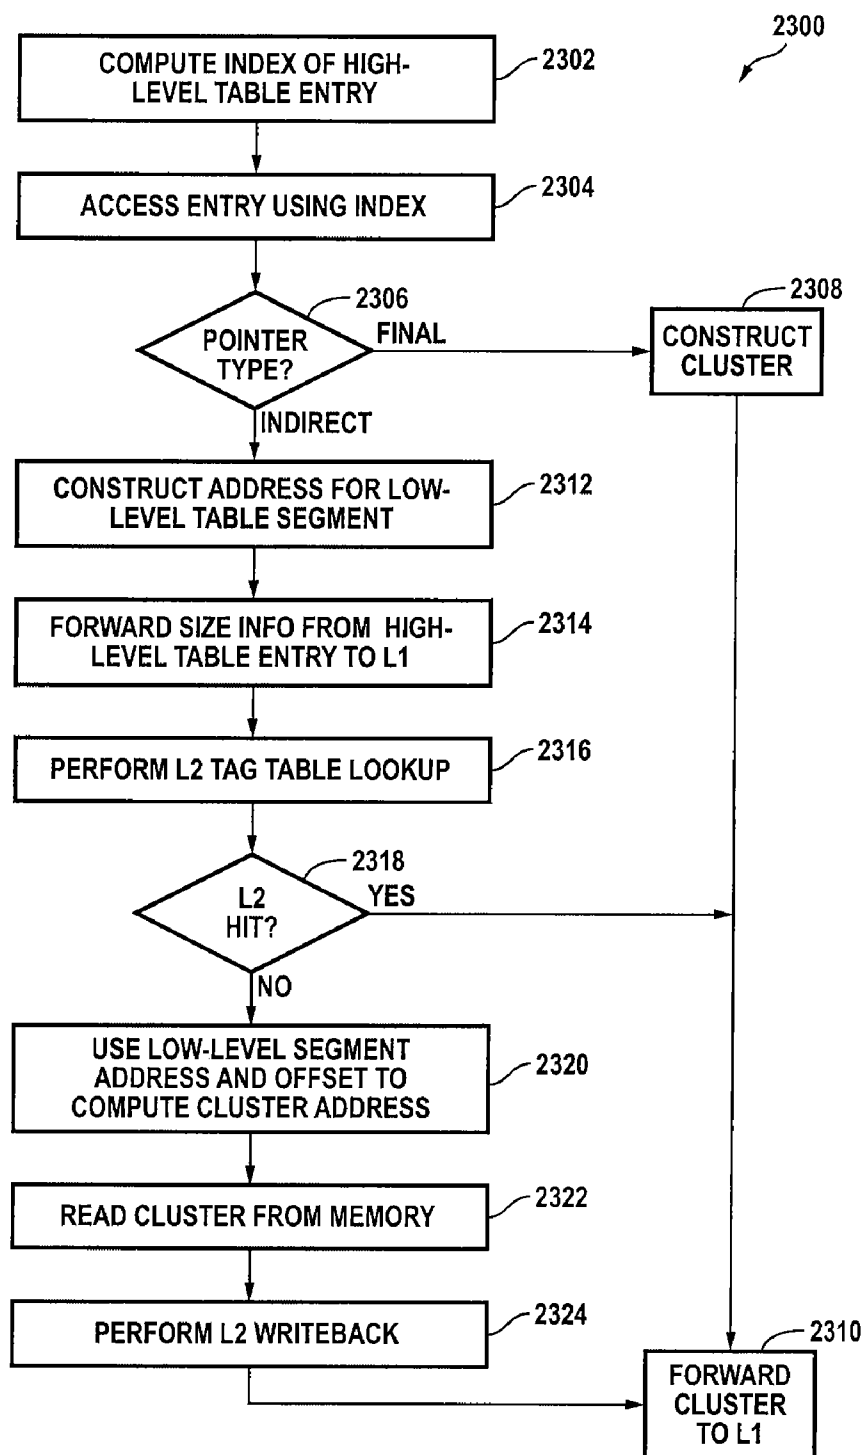 2300
COMPUTE INDEX OF HIGH-
LEVEL TABLE ENTRY
2302
ACCESS ENTRY USING INDEX
2304
POINTER
TYPE?
2306
FINAL
CONSTRUCT
CLUSTER
2308
INDIRECT
CONSTRUCT ADDRESS FOR LOW-
LEVEL TABLE SEGMENT
2312
FORWARD SIZE INFO FROM HIGH-
LEVEL TABLE ENTRY TO L1
2314
PERFORM L2 TAG TABLE LOOKUP
2316
L2
HIT?
2318
YES
NO
USE LOW-LEVEL SEGMENT
ADDRESS AND OFFSET TO
COMPUTE CLUSTER ADDRESS
2320
READ CLUSTER FROM MEMORY
2322
PERFORM L2 WRITEBACK
2324
FORWARD
CLUSTER
TO L1
2310